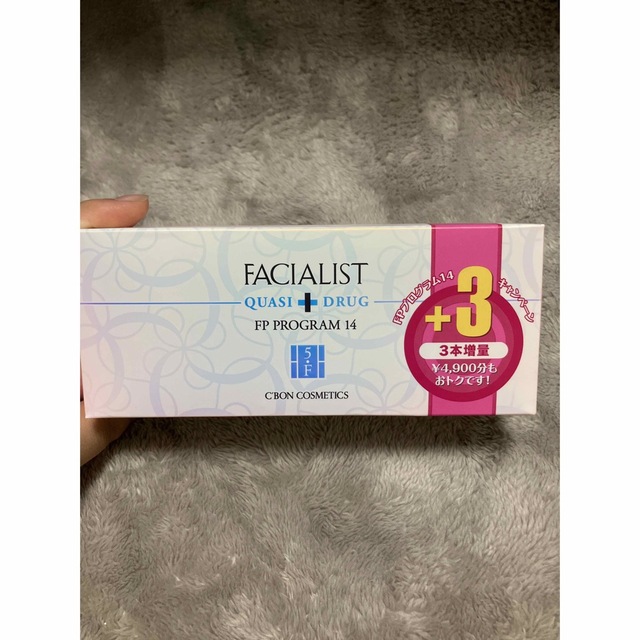 FACIALIST
QUASI DRUG
FP PROGRAM 14
5・F
C'BON COSMETICS
FPプログラム14
キャンペーン
+3
3本増量
¥4,900分も
おトクです!